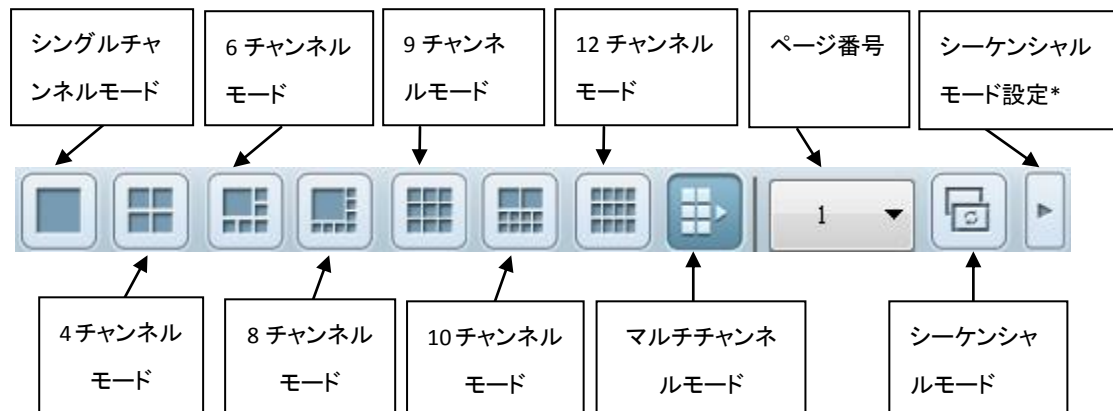 シングルチャ
ンネルモード
6 チャンネル
モード
9 チャンネ
ルモード
12 チャンネル
モード
ページ番号
シーケンシャル
モード設定*
1
4 チャンネル
モード
8 チャンネル
モード
10 チャンネル
モード
マルチチャンネ
ルモード
シーケンシャ
ルモード